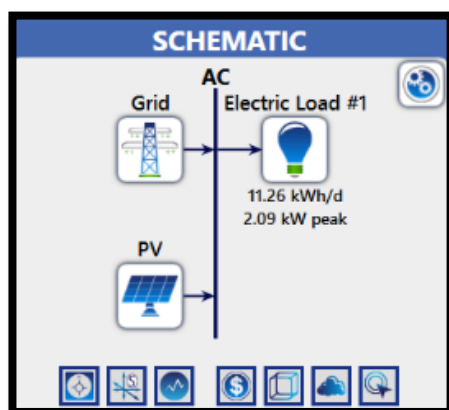 SCHEMATIC
AC
Grid
Electric Load #1
11.26 kWh/d
2.09 kW peak
PV
S
$